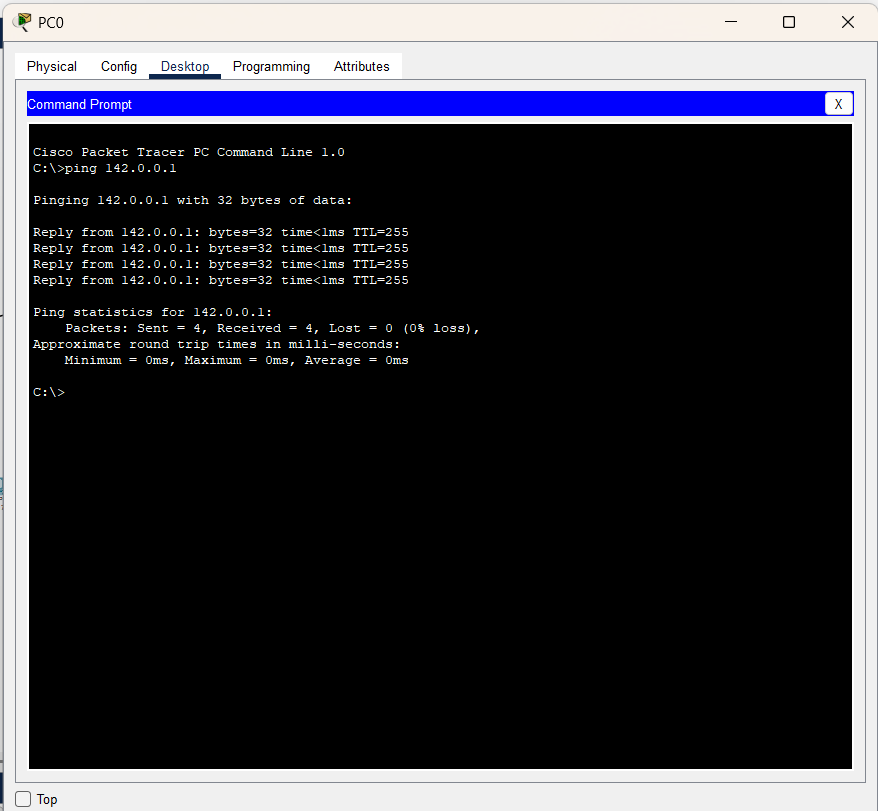 PC0
Physical Config Desktop Programming Attributes
Command Prompt X
Cisco Packet Tracer PC Command Line 1.0
C:\>ping 142.0.0.1
Pinging 142.0.0.1 with 32 bytes of data:
Reply from 142.0.0.1: bytes=32 time<1ms TTL=255
Reply from 142.0.0.1: bytes=32 time<1ms TTL=255
Reply from 142.0.0.1: bytes=32 time<1ms TTL=255
Reply from 142.0.0.1: bytes=32 time<1ms TTL=255
Ping statistics for 142.0.0.1:
    Packets: Sent = 4, Received = 4, Lost = 0 (0% loss),
Approximate round trip times in milli-seconds:
    Minimum = 0ms, Maximum = 0ms, Average = 0ms
C:\>
Top